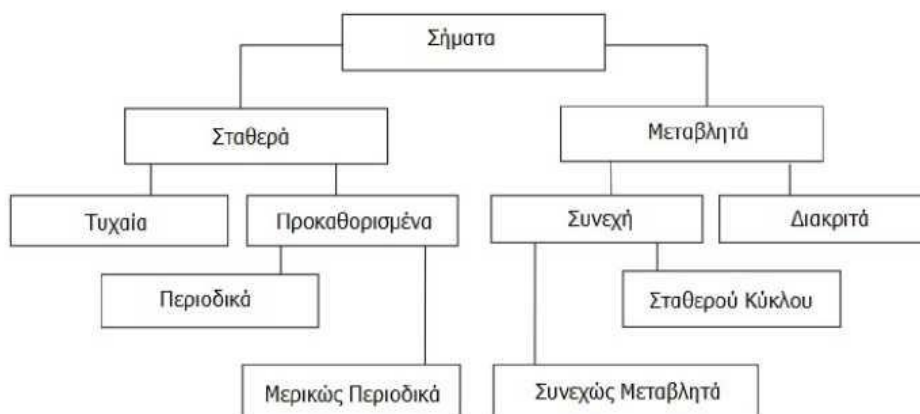 Σήματα
Σταθερά
Μεταβλητά
Τυχαία
Προκαθορισμένα
Συνεχή
Διακριτά
Περιοδικά
Σταθερού Κύκλου
Μερικώς Περιοδικά
Συνεχώς Μεταβλητά